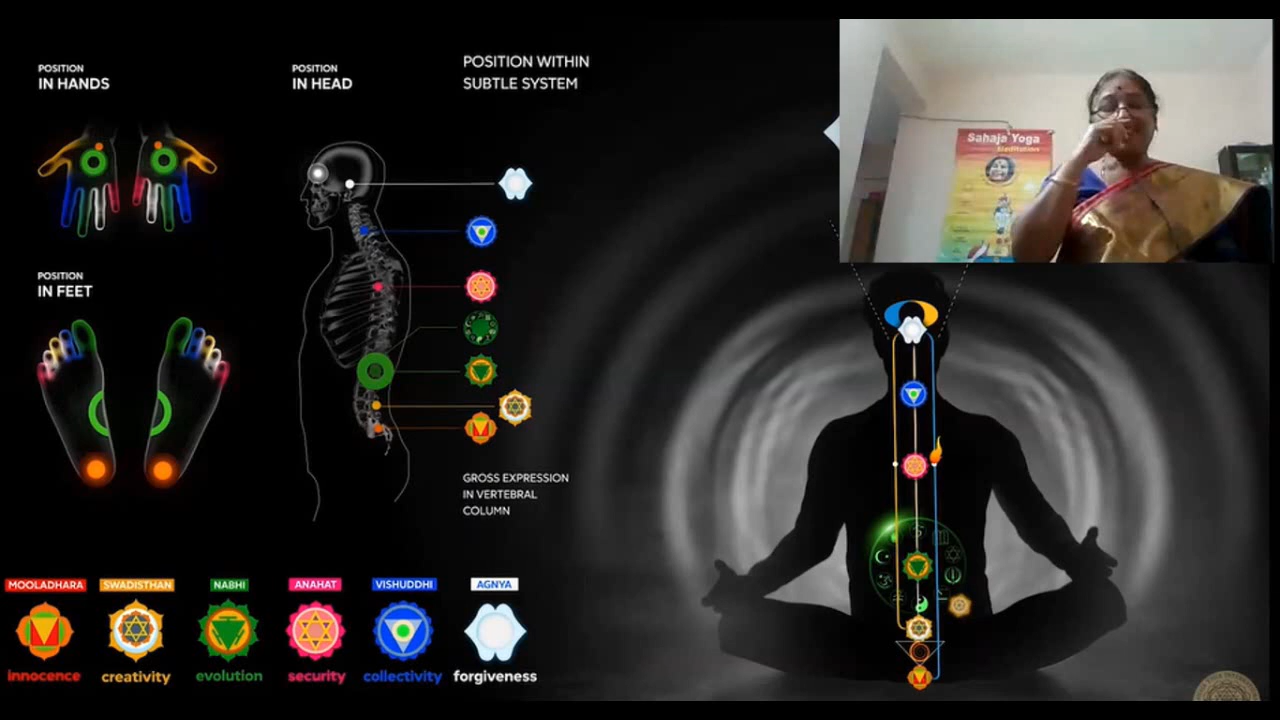 POSITION
IN HANDS
POSITION
IN HEAD
POSITION WITHIN
SUBTLE SYSTEM
Sahaja Yoga
Meditation
POSITION
IN FEET
GROSS EXPRESSION
IN VERTEBRAL
COLUMN
MOOLADHARA
SWADISTHAN
NABHI
ANAHAT
VISHUDDHI
AGNYA
innocence
creativity
evolution
security
collectivity
forgiveness